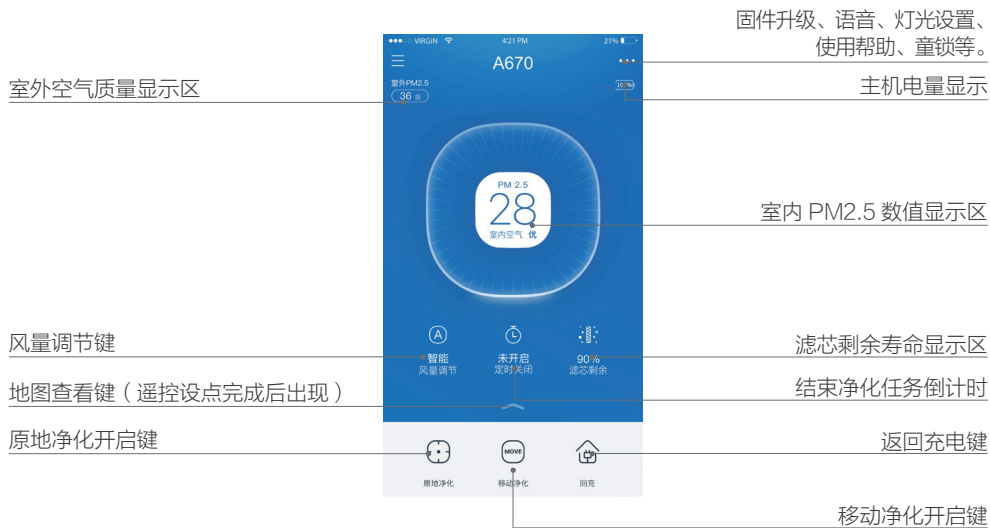 固件升级、语音、灯光设置、
使用帮助、童锁等。
VIRGIN 4:21 PM 21%
A670
室外PM2.5
36 优
100%
室外空气质量显示区
主机电量显示
PM 2.5
28
室内空气 优
室内 PM2.5 数值显示区
A
智能
风量调节
未开启
定时关闭
90%
滤芯剩余
风量调节键
滤芯剩余寿命显示区
地图查看键（遥控设点完成后出现）
结束净化任务倒计时
原地净化开启键
返回充电键
MOVE
原地净化
移动净化
回充
移动净化开启键